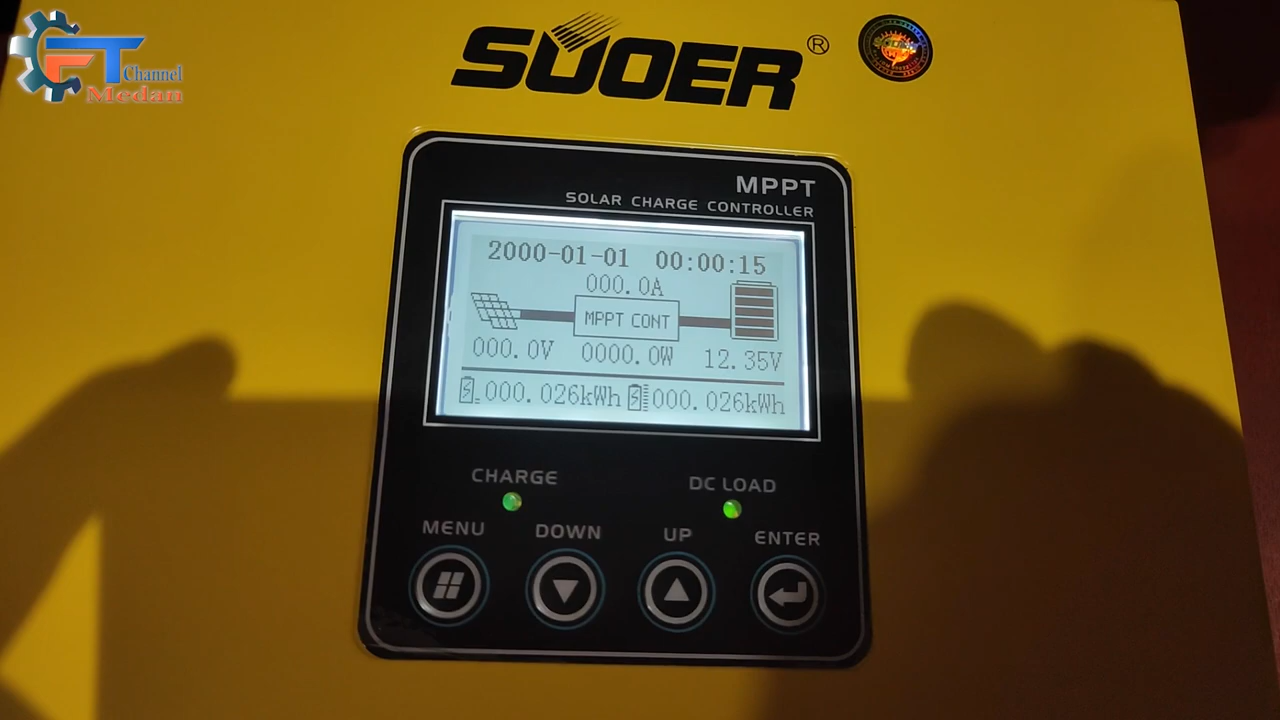 FT
Channel
Medan
SUOER®
MPPT
SOLAR CHARGE CONTROLLER
2000-01-01 00:00:15
000.0A
MPPT CONT
000.0V 0000.0W 12.35V
000.026kWh 000.026kWh
CHARGE DC LOAD
MENU DOWN UP ENTER